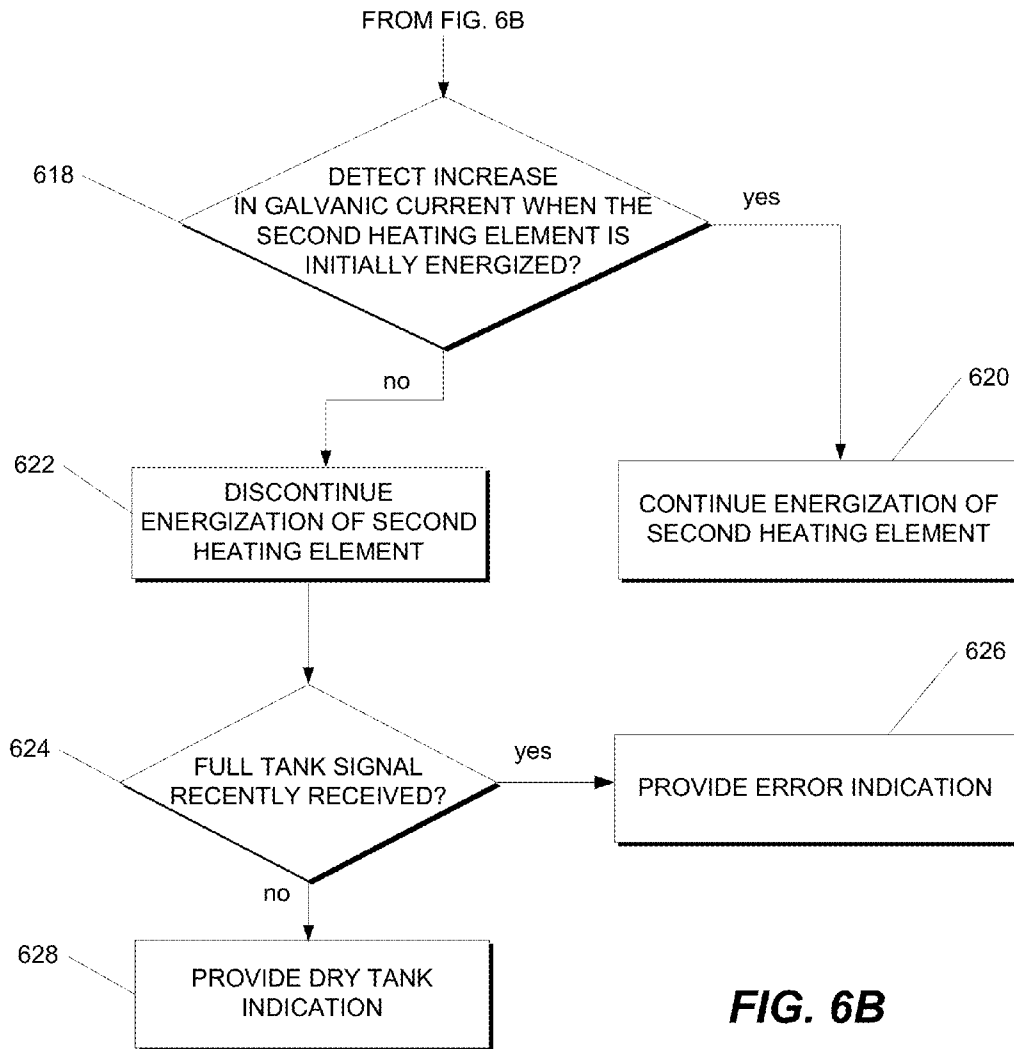 FROM FIG. 6B
618
DETECT INCREASE
IN GALVANIC CURRENT WHEN THE
SECOND HEATING ELEMENT IS
INITIALLY ENERGIZED?
yes
no
620
622
DISCONTINUE
ENERGIZATION OF SECOND
HEATING ELEMENT
CONTINUE ENERGIZATION OF
SECOND HEATING ELEMENT
626
624
FULL TANK SIGNAL
RECENTLY RECEIVED?
yes
PROVIDE ERROR INDICATION
no
628
PROVIDE DRY TANK
INDICATION
FIG. 6B